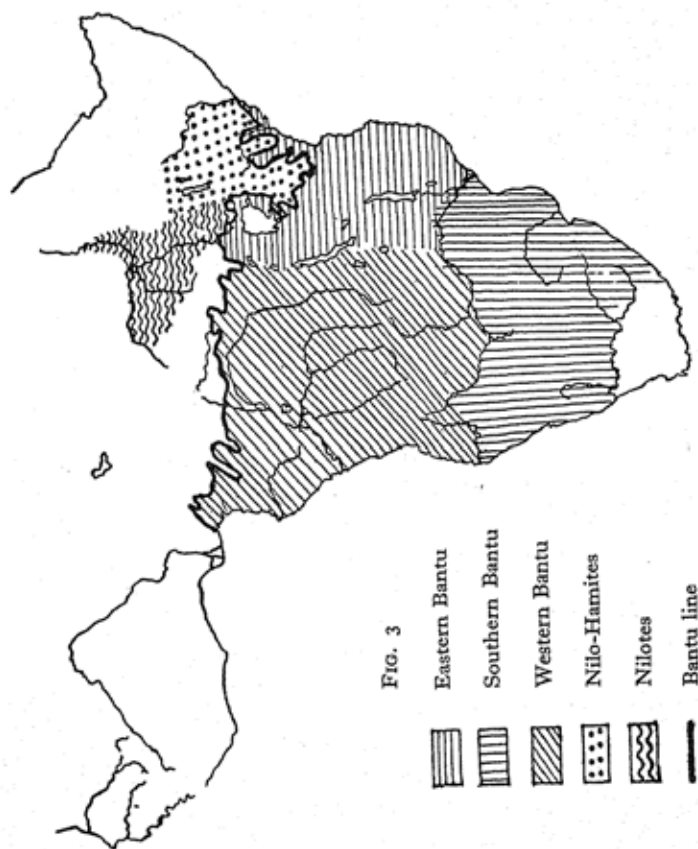 FIG. 3
Eastern Bantu
Southern Bantu
Western Bantu
Nilo-Hamites
Nilotes
Bantu line